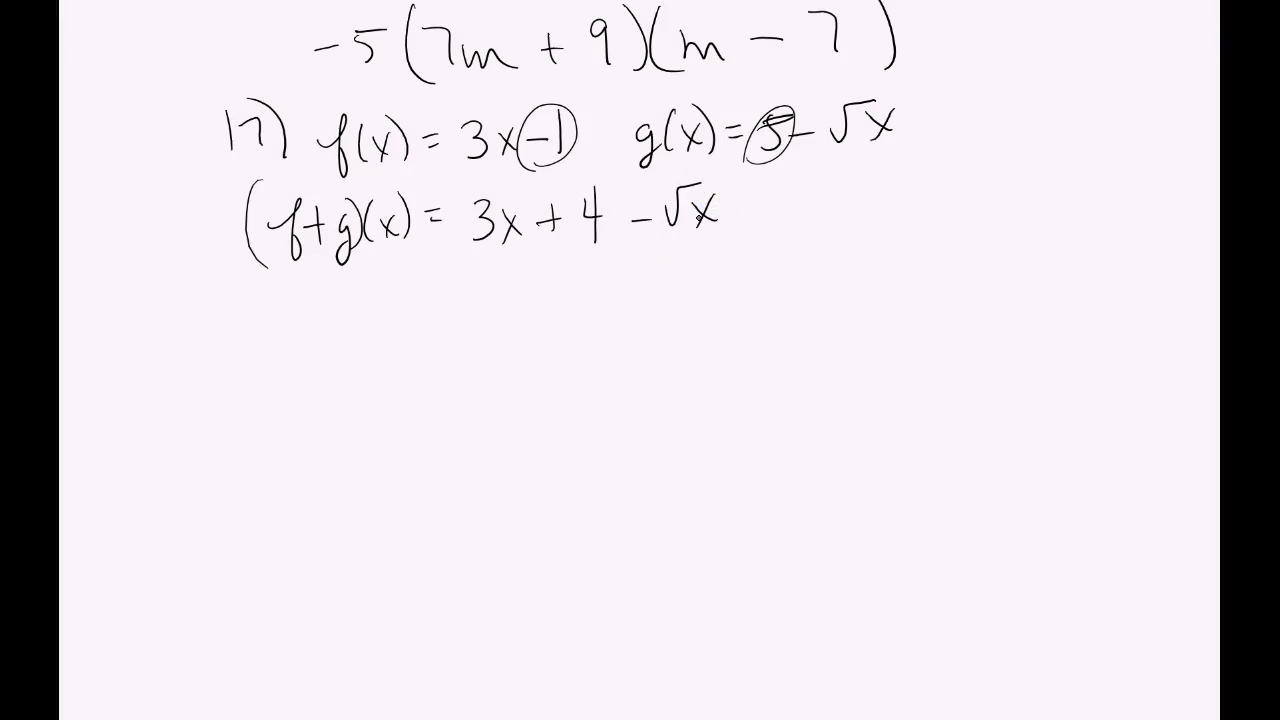 -5(7m + 9)(m - 7)
17) f(x) = 3x-1 g(x) = 5-√x
(f+g)(x) = 3x + 4 - √x